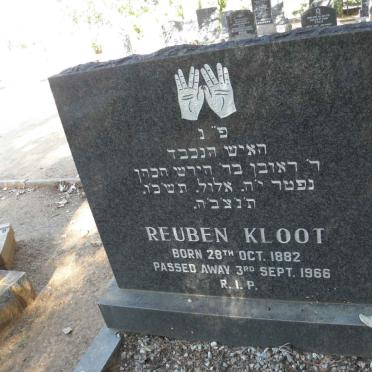 פ״נ
האיש הנכבד
ר׳ ראובן בר׳ הירש הכהן
נפטר י״ח. אלול. תשכ״ו.
ת׳נ׳צ׳ב׳ה׳.
REUBEN KLOOT
BORN 28TH OCT. 1882
PASSED AWAY 3RD SEPT. 1966
R.I.P.